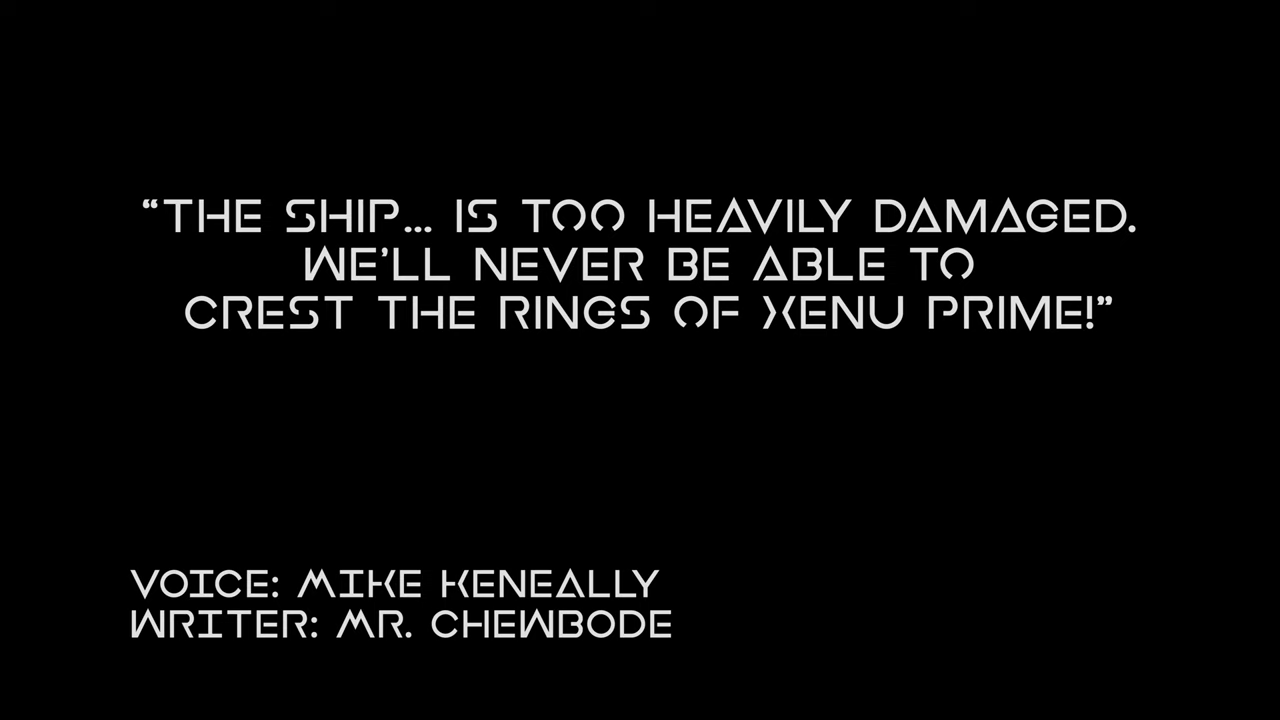 “THE SHIP... IS TOO HEAVILY DAMAGED.
WE’LL NEVER BE ABLE TO
CREST THE RINGS OF XENU PRIME!”
VOICE: MIKE KENEALLY
WRITER: MR. CHEWBODE